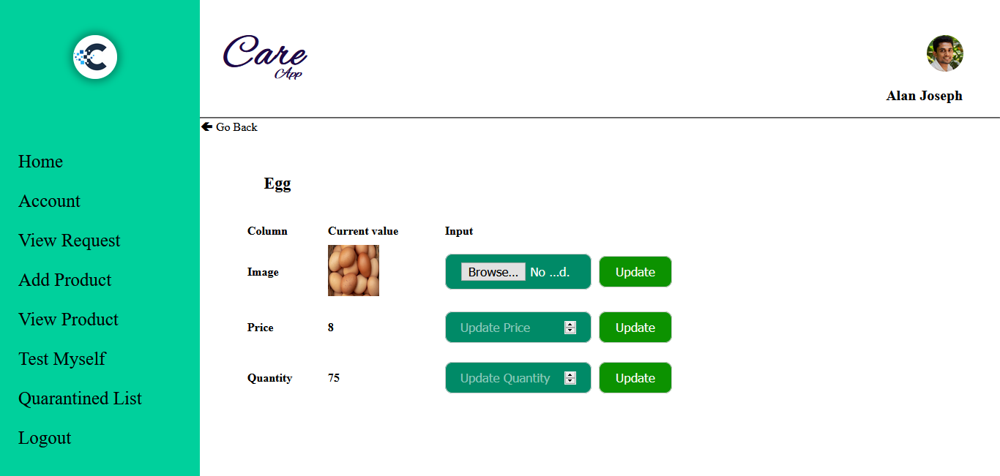 Care
App
Alan Joseph
Go Back
Home
Account
View Request
Add Product
View Product
Test Myself
Quarantined List
Logout
Egg
Column Current value Input
Image Browse... No ...d. Update
Price 8 Update Price Update
Quantity 75 Update Quantity Update